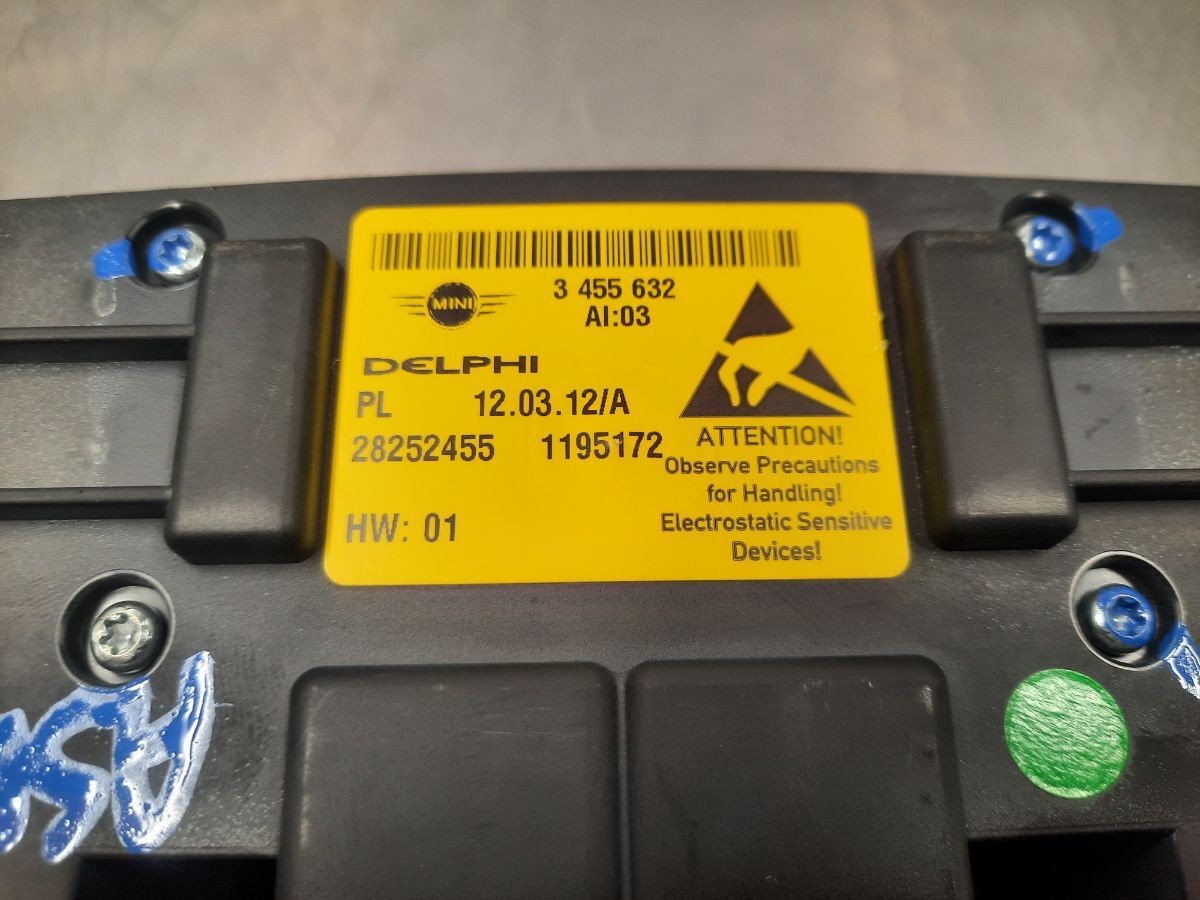 MINI
3 455 632
AI:03
DELPHI
PL 12.03.12/A
28252455 1195172
HW: 01
ATTENTION!
Observe Precautions
for Handling!
Electrostatic Sensitive
Devices!